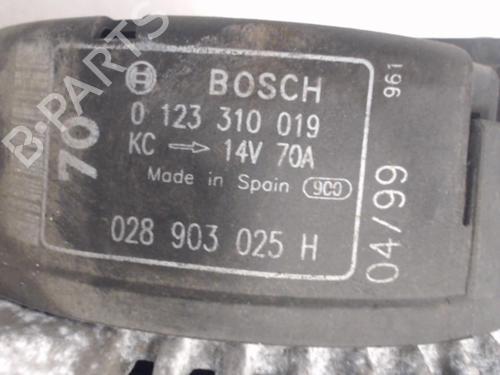 BOSCH
0 123 310 019
KC → 14V 70A
Made in Spain 900
028 903 025 H
70
04/99
961
B-PARTS